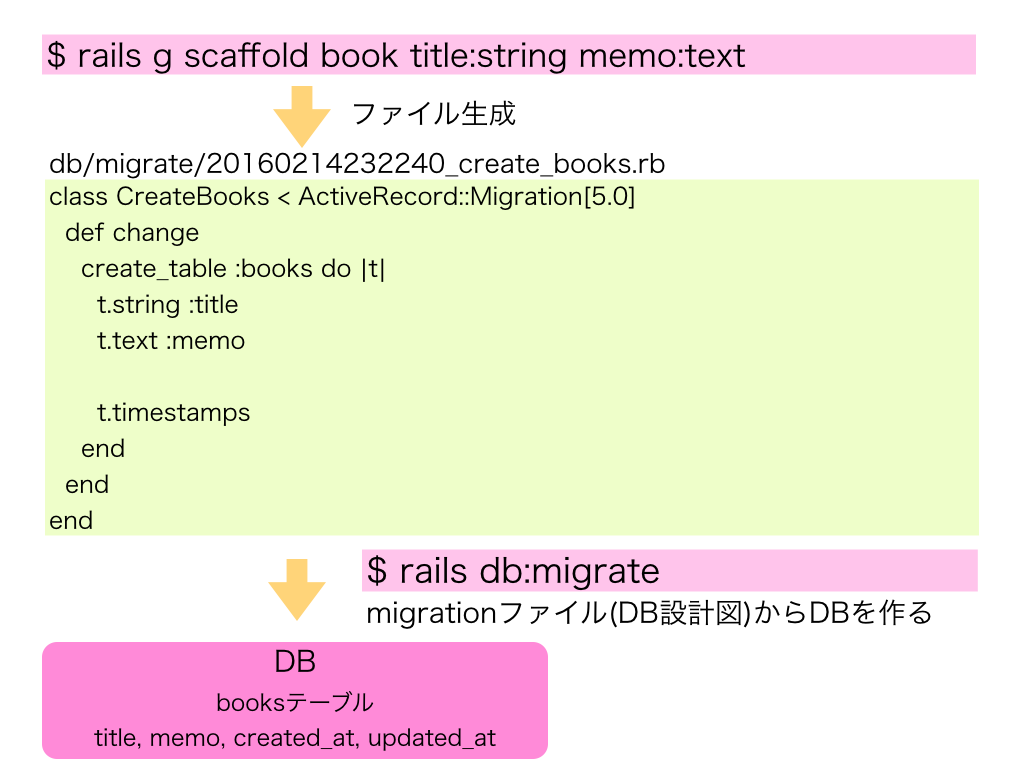 $ rails g scaffold book title:string memo:text
ファイル生成
db/migrate/20160214232240_create_books.rb
class CreateBooks < ActiveRecord::Migration[5.0]
def change
create_table :books do |t|
t.string :title
t.text :memo
t.timestamps
end
end
end
$ rails db:migrate
migrationファイル(DB設計図)からDBを作る
DB
booksテーブル
title, memo, created_at, updated_at